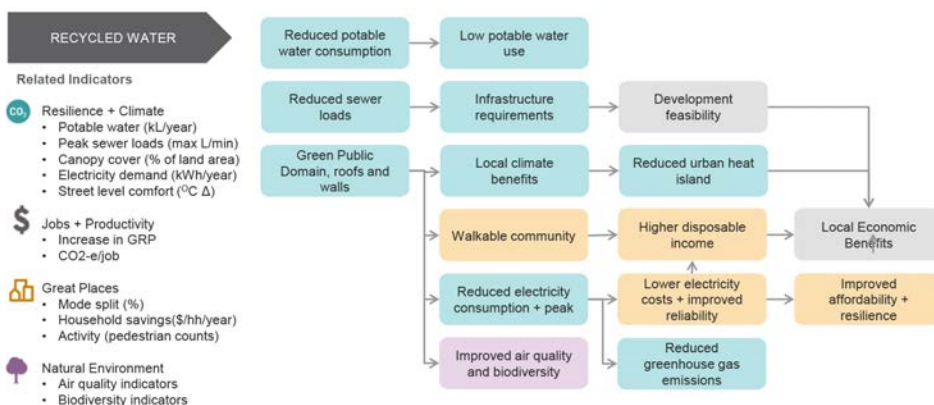 RECYCLED WATER
Related Indicators
CO₂
Resilience + Climate
• Potable water (kL/year)
• Peak sewer loads (max L/min)
• Canopy cover (% of land area)
• Electricity demand (kWh/year)
• Street level comfort (⁰C Δ)
$
Jobs + Productivity
• Increase in GRP
• CO2-e/job
Great Places
• Mode split (%)
• Household savings($/hh/year)
• Activity (pedestrian counts)
Natural Environment
• Air quality indicators
• Biodiversity indicators
Reduced potable
water consumption
Low potable water
use
Reduced sewer
loads
Infrastructure
requirements
Development
feasibility
Green Public
Domain, roofs and
walls
Local climate
benefits
Reduced urban heat
island
Walkable community
Higher disposable
income
Local Economic
Benefits
Reduced electricity
consumption + peak
Lower electricity
costs + improved
reliability
Improved
affordability +
resilience
Improved air quality
and biodiversity
Reduced
greenhouse gas
emissions